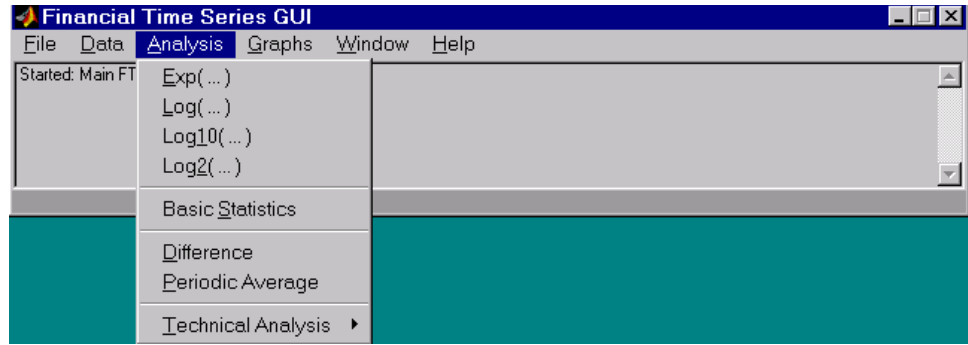 Financial Time Series GUI
File Data Analysis Graphs Window Help
Started: Main FT
Exp(...)
Log(...)
Log10(...)
Log2(...)
Basic Statistics
Difference
Periodic Average
Technical Analysis